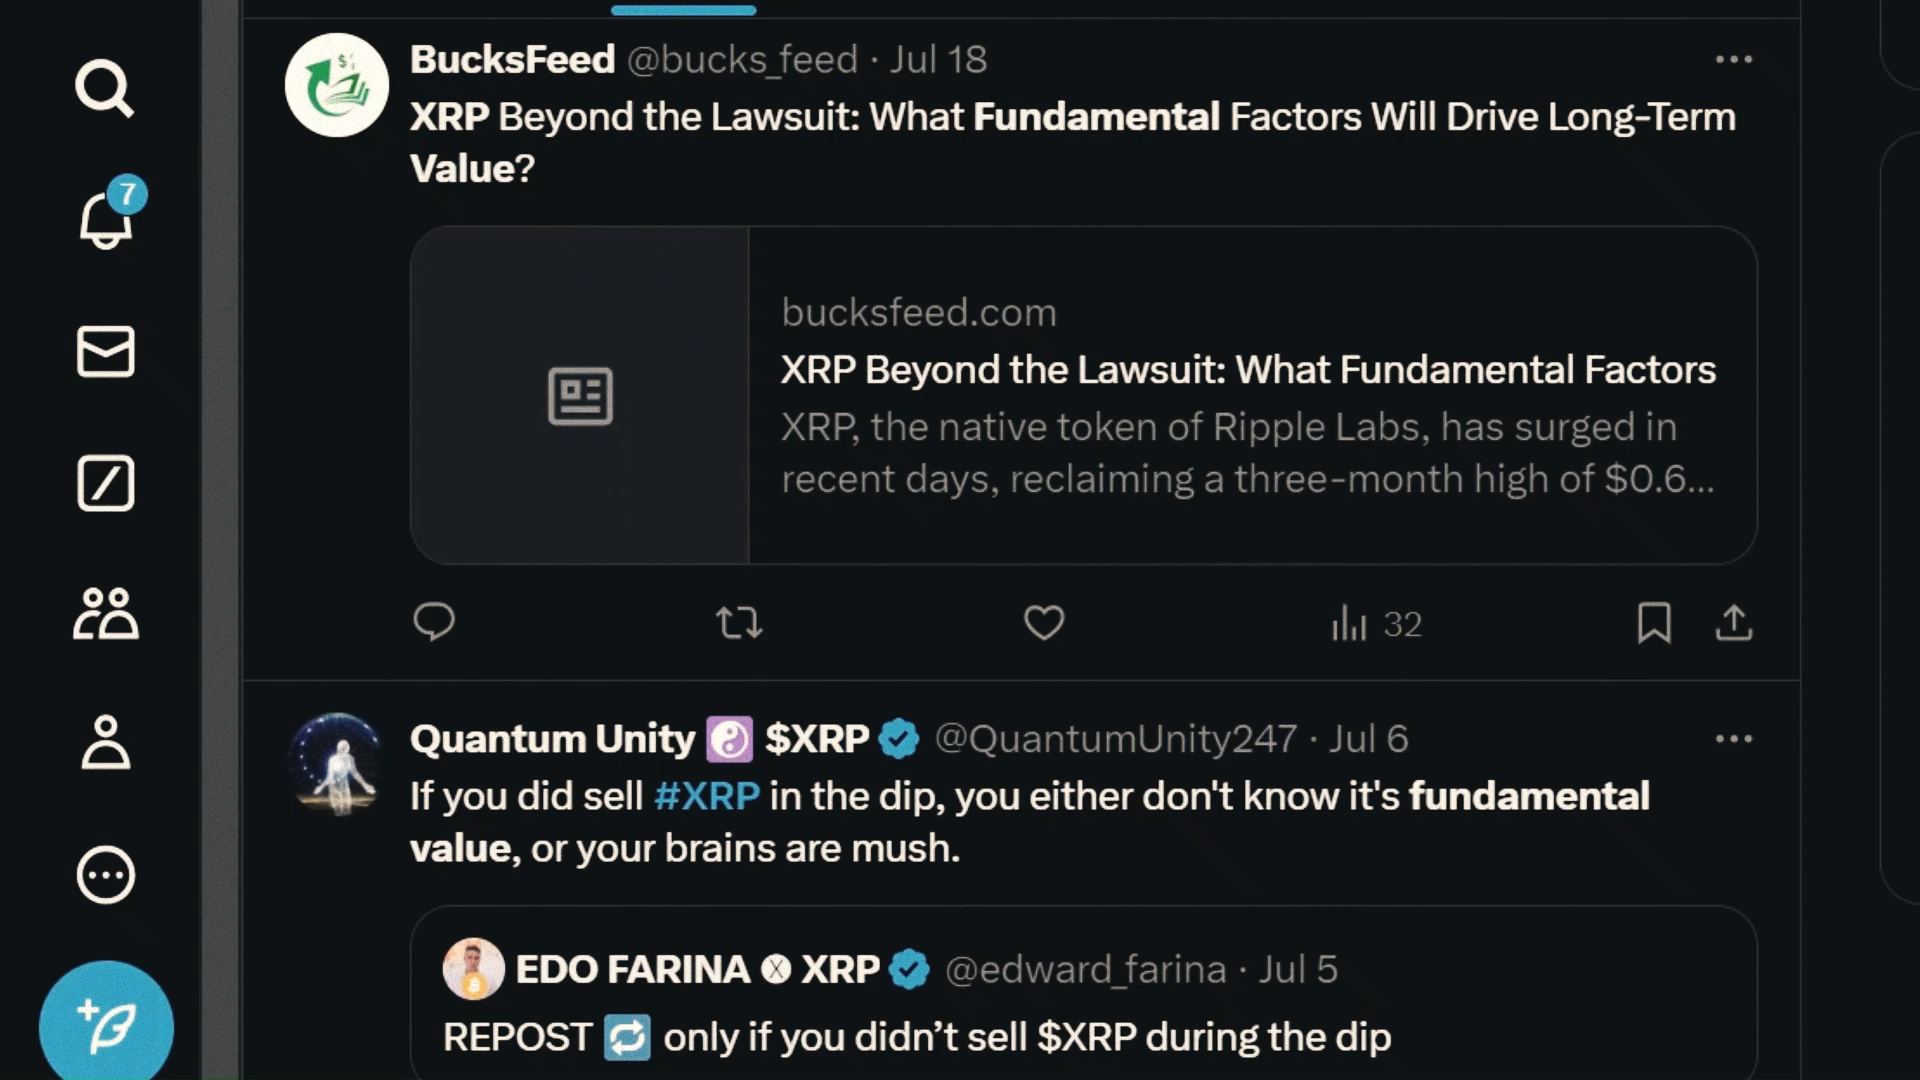 BucksFeed @bucks_feed · Jul 18
XRP Beyond the Lawsuit: What Fundamental Factors Will Drive Long-Term
Value?
bucksfeed.com
XRP Beyond the Lawsuit: What Fundamental Factors
XRP, the native token of Ripple Labs, has surged in
recent days, reclaiming a three-month high of $0.6...
32
7
Quantum Unity ☯️ $XRP @QuantumUnity247 · Jul 6
If you did sell #XRP in the dip, you either don't know it's fundamental
value, or your brains are mush.
EDO FARINA 🅧 XRP @edward_farina · Jul 5
REPOST 🔁 only if you didn’t sell $XRP during the dip